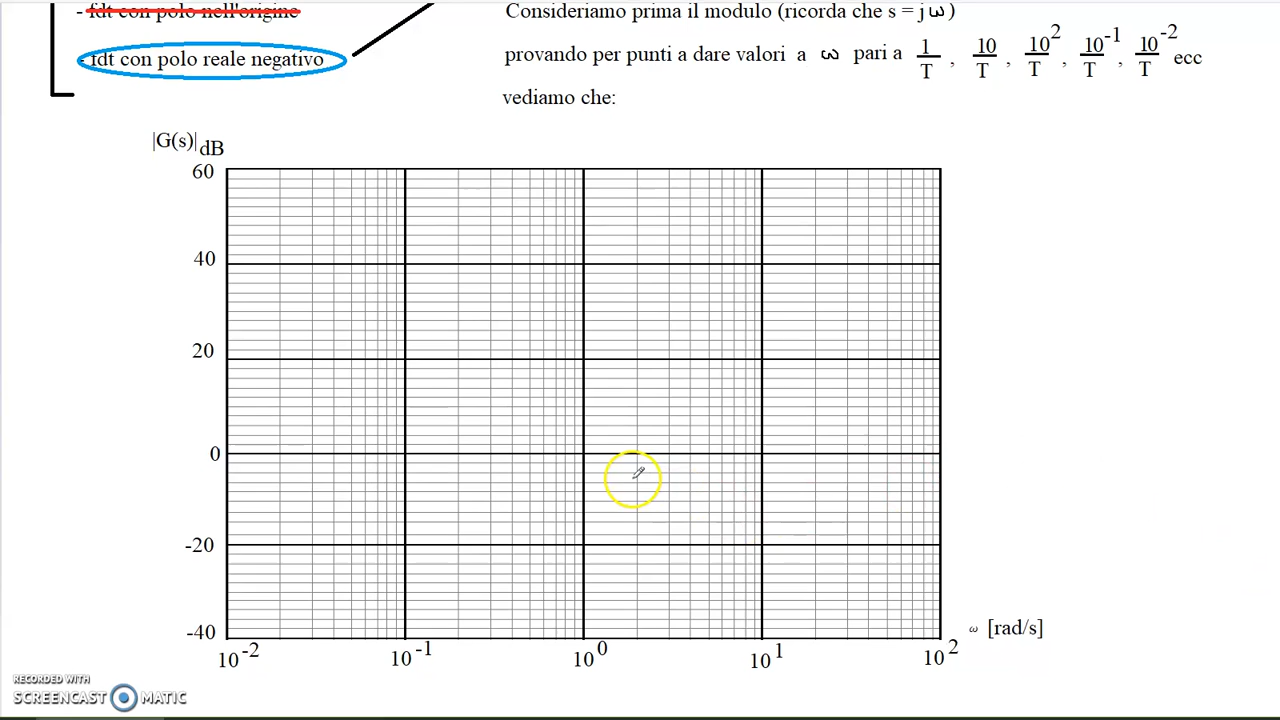 - fdt con polo nell'origine
- fdt con polo reale negativo
Consideriamo prima il modulo (ricorda che s = j ω )
provando per punti a dare valori a ω pari a 1/T , 10/T , 10^2/T , 10^-1/T , 10^-2/T ecc
vediamo che:
|G(s)| dB
60
40
20
0
-20
-40
10^-2 10^-1 10^0 10^1 10^2
ω [rad/s]
RECORDED WITH
SCREENCAST MATIC